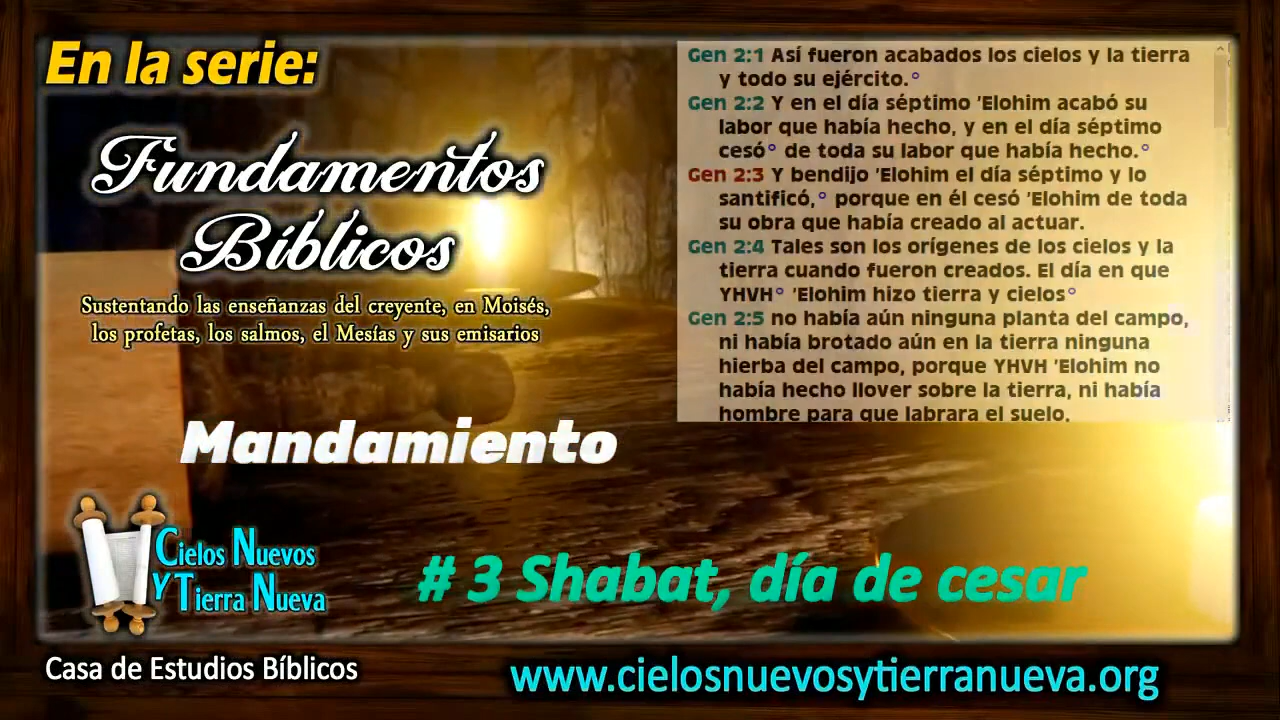 En la serie:
Fundamentos
Bíblicos
Sustentando las enseñanzas del creyente, en Moisés,
los profetas, los salmos, el Mesías y sus emisarios
Mandamiento
Gen 2:1 Así fueron acabados los cielos y la tierra
y todo su ejército.°
Gen 2:2 Y en el día séptimo 'Elohim acabó su
labor que había hecho, y en el día séptimo
cesó° de toda su labor que había hecho.°
Gen 2:3 Y bendijo 'Elohim el día séptimo y lo
santificó,° porque en él cesó 'Elohim de toda
su obra que había creado al actuar.
Gen 2:4 Tales son los orígenes de los cielos y la
tierra cuando fueron creados. El día en que
YHVH° 'Elohim hizo tierra y cielos°
Gen 2:5 no había aún ninguna planta del campo,
ni había brotado aún en la tierra ninguna
hierba del campo, porque YHVH 'Elohim no
había hecho llover sobre la tierra, ni había
hombre para que labrara el suelo,
Cielos Nuevos
Y Tierra Nueva
# 3 Shabat, día de cesar
Casa de Estudios Bíblicos
www.cielosnuevosytierranueva.org